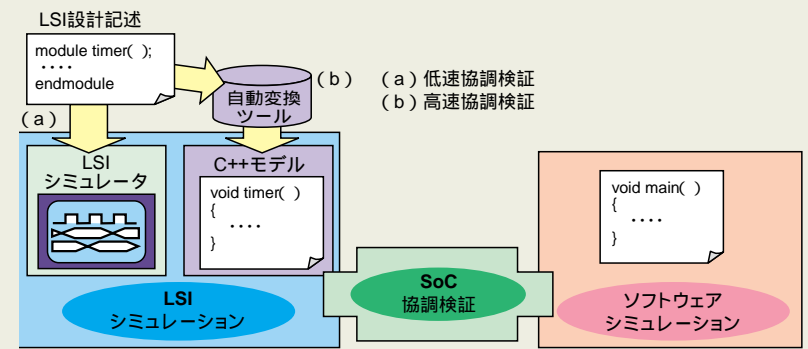 LSI設計記述
module timer( );
････
endmodule
(a)
(b)
自動変換
ツール
(a)低速協調検証
(b)高速協調検証
LSI
シミュレータ
C++モデル
void timer( )
{
････
}
LSI
シミュレーション
SoC
協調検証
void main( )
{
････
}
ソフトウェア
シミュレーション